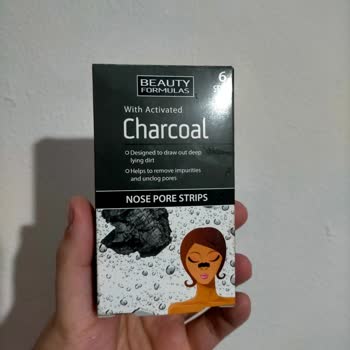 BEAUTY
FORMULAS
6
With Activated
Charcoal
Designed to draw out deep
lying dirt
Helps to remove impurities
and unclog pores
NOSE PORE STRIPS